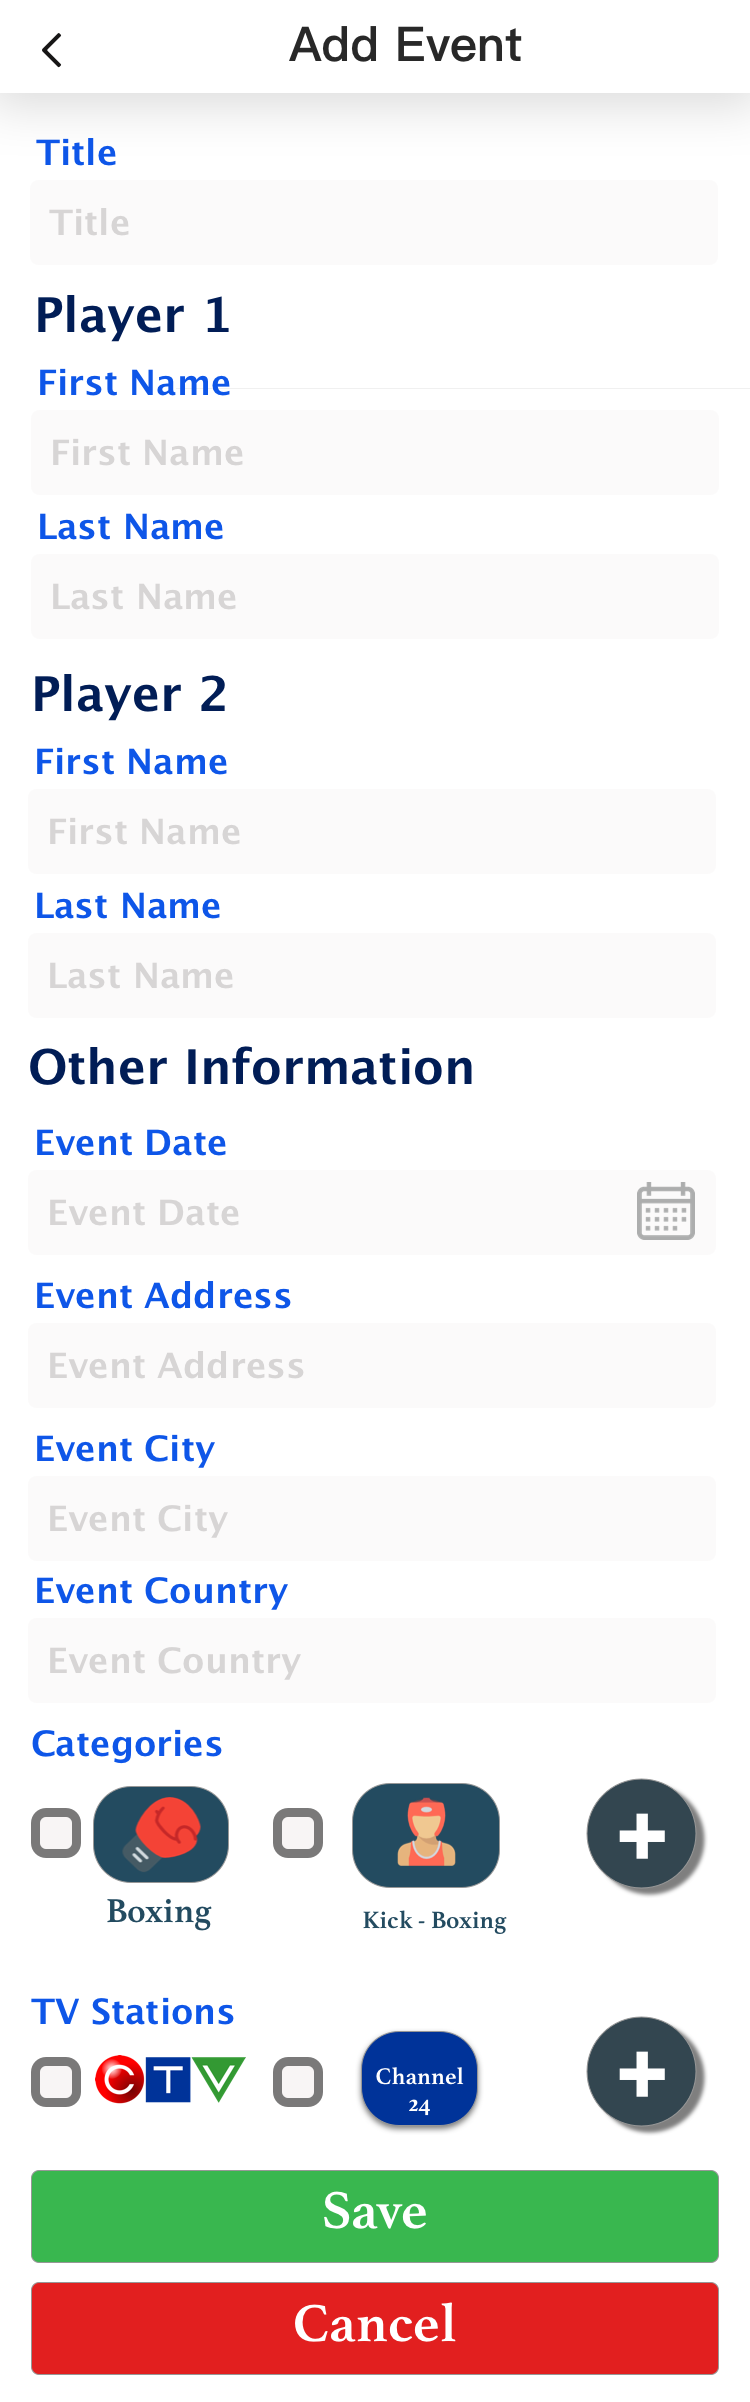 Add Event
Title
Title
Player 1
First Name
First Name
Last Name
Last Name
Player 2
First Name
First Name
Last Name
Last Name
Other Information
Event Date
Event Date
Event Address
Event Address
Event City
Event City
Event Country
Event Country
Categories
Boxing
Kick - Boxing
TV Stations
CTV
Channel
24
Save
Cancel